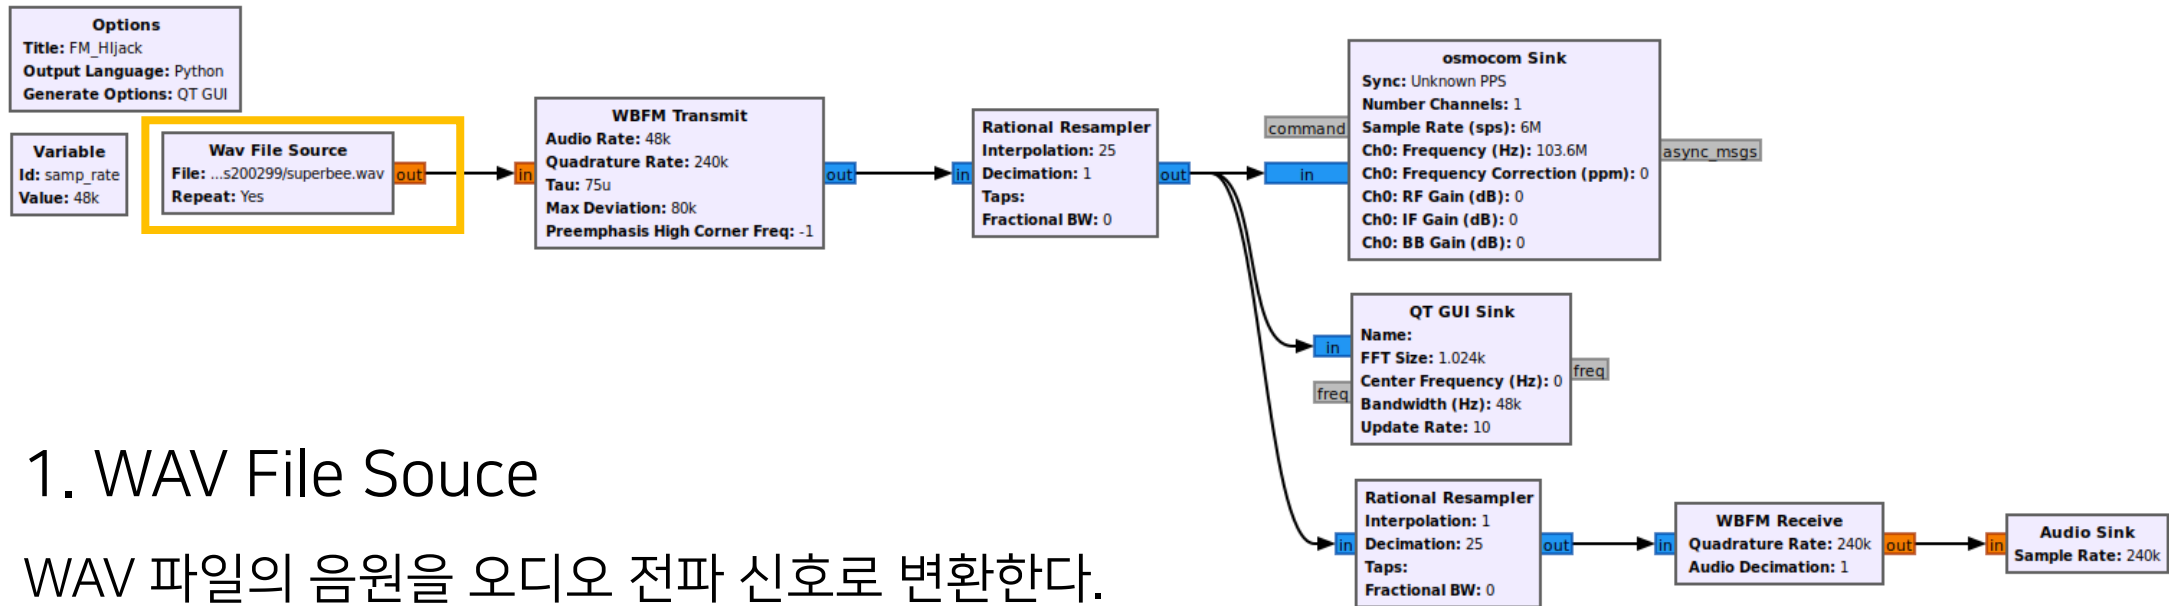 Options
Title: FM_HIjack
Output Language: Python
Generate Options: QT GUI
Variable
Id: samp_rate
Value: 48k
Wav File Source
File: ...s200299/superbee.wav
Repeat: Yes
out
in
WBFM Transmit
Audio Rate: 48k
Quadrature Rate: 240k
Tau: 75u
Max Deviation: 80k
Preemphasis High Corner Freq: -1
out
in
Rational Resampler
Interpolation: 25
Decimation: 1
Taps:
Fractional BW: 0
out
command
in
osmocom Sink
Sync: Unknown PPS
Number Channels: 1
Sample Rate (sps): 6M
Ch0: Frequency (Hz): 103.6M
Ch0: Frequency Correction (ppm): 0
Ch0: RF Gain (dB): 0
Ch0: IF Gain (dB): 0
Ch0: BB Gain (dB): 0
async_msgs
in
freq
QT GUI Sink
Name:
FFT Size: 1.024k
Center Frequency (Hz): 0
Bandwidth (Hz): 48k
Update Rate: 10
freq
in
Rational Resampler
Interpolation: 1
Decimation: 25
Taps:
Fractional BW: 0
out
in
WBFM Receive
Quadrature Rate: 240k
Audio Decimation: 1
out
in
Audio Sink
Sample Rate: 240k
1. WAV File Souce
WAV 파일의 음원을 오디오 전파 신호로 변환한다.